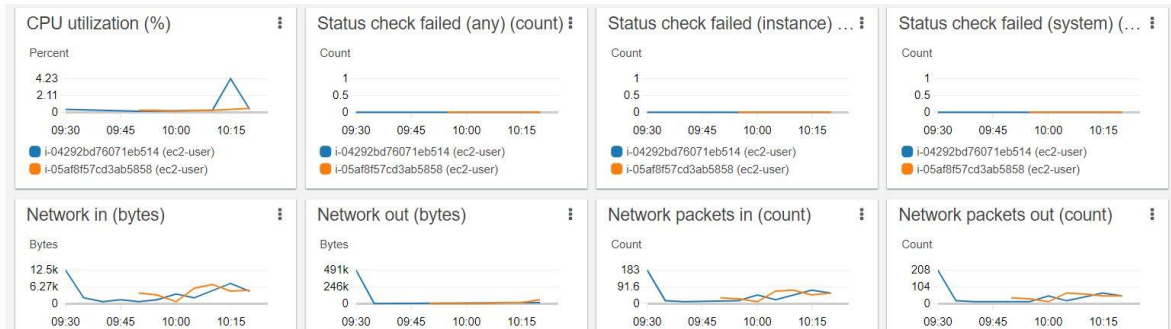 CPU utilization (%)
Percent
4.23
2.11
0
09:30 09:45 10:00 10:15
i-04292bd76071eb514 (ec2-user)
i-05af8f57cd3ab5858 (ec2-user)
Status check failed (any) (count)
Count
1
0.5
0
09:30 09:45 10:00 10:15
i-04292bd76071eb514 (ec2-user)
i-05af8f57cd3ab5858 (ec2-user)
Status check failed (instance) ...
Count
1
0.5
0
09:30 09:45 10:00 10:15
i-04292bd76071eb514 (ec2-user)
i-05af8f57cd3ab5858 (ec2-user)
Status check failed (system) (...
Count
1
0.5
0
09:30 09:45 10:00 10:15
i-04292bd76071eb514 (ec2-user)
i-05af8f57cd3ab5858 (ec2-user)
Network in (bytes)
Bytes
12.5k
6.27k
0
09:30 09:45 10:00 10:15
Network out (bytes)
Bytes
491k
246k
0
09:30 09:45 10:00 10:15
Network packets in (count)
Count
183
91.6
0
09:30 09:45 10:00 10:15
Network packets out (count)
Count
208
104
0
09:30 09:45 10:00 10:15